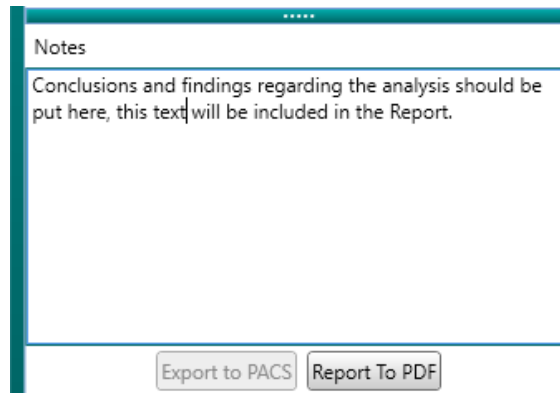 Notes
Conclusions and findings regarding the analysis should be
put here, this text will be included in the Report.
Export to PACS Report To PDF